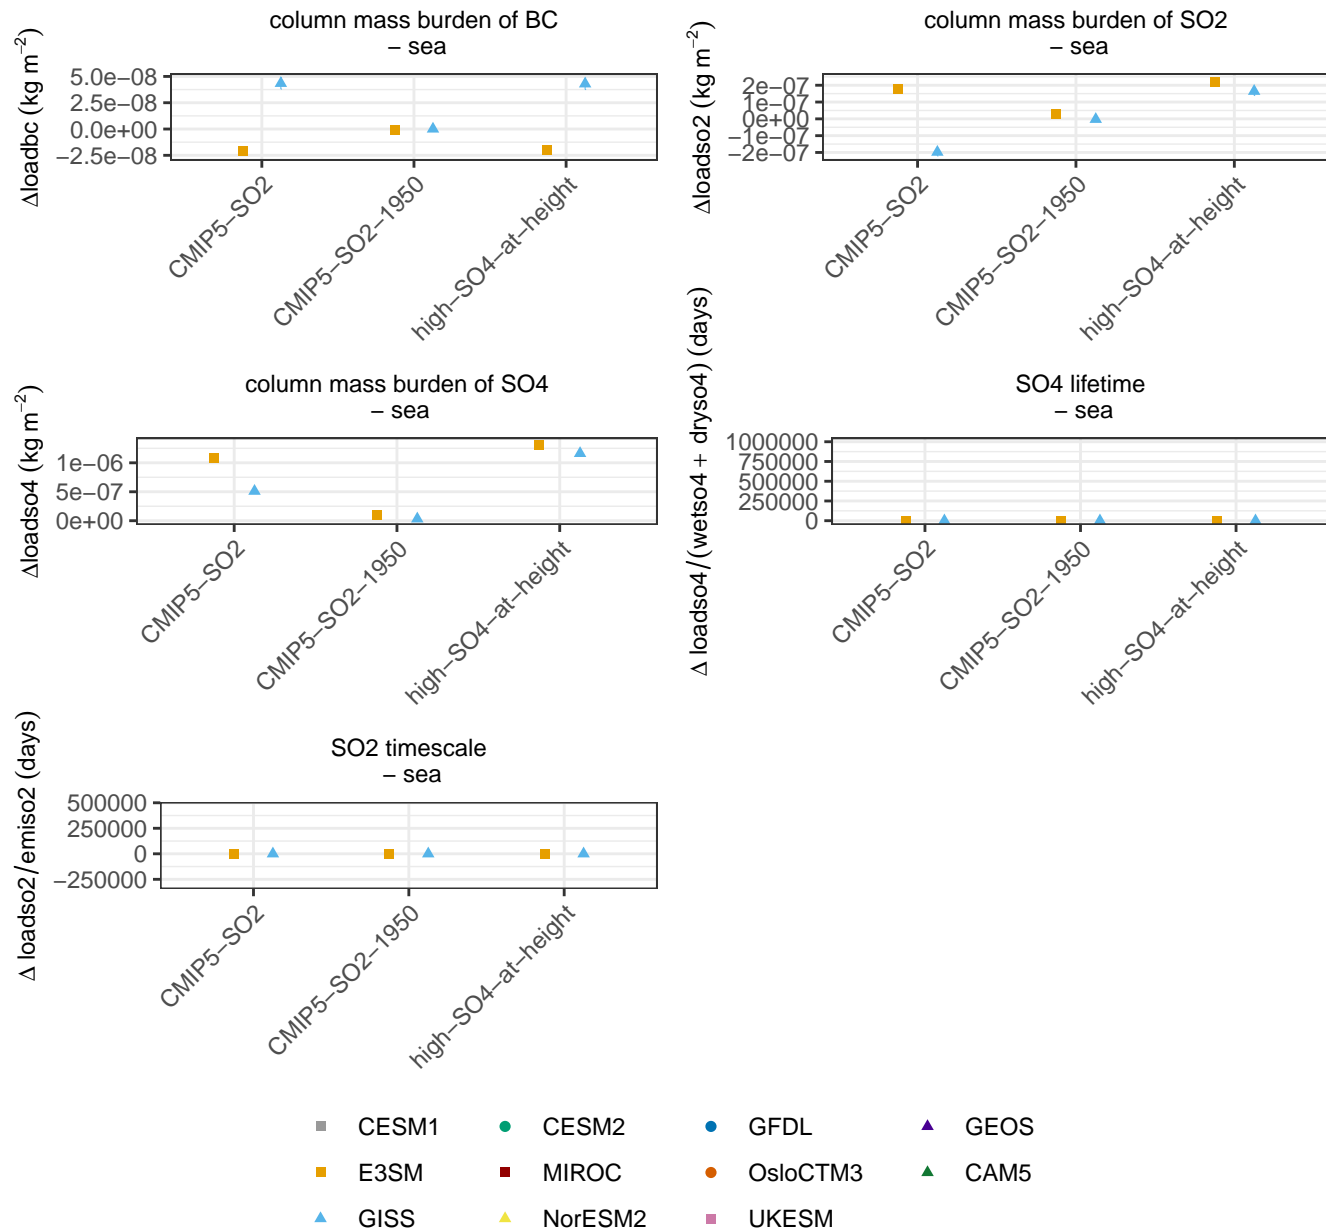 column mass burden of BC
– sea
Δloadbc (kg m−2)
5.0e−08
2.5e−08
0.0e+00
−2.5e−08
CMIP5−SO2
CMIP5−SO2−1950
high−SO4−at−height
column mass burden of SO2
– sea
Δloadso2 (kg m−2)
2e−07
1e−07
0e+00
−1e−07
−2e−07
CMIP5−SO2
CMIP5−SO2−1950
high−SO4−at−height
column mass burden of SO4
– sea
Δloadso4 (kg m−2)
1e−06
5e−07
0e+00
CMIP5−SO2
CMIP5−SO2−1950
high−SO4−at−height
SO4 lifetime
– sea
Δ loadso4/(wetso4 + dryso4) (days)
1000000
750000
500000
250000
0
CMIP5−SO2
CMIP5−SO2−1950
high−SO4−at−height
SO2 timescale
– sea
Δ loadso2/emiso2 (days)
500000
250000
0
−250000
CMIP5−SO2
CMIP5−SO2−1950
high−SO4−at−height
CESM1 CESM2 GFDL GEOS
E3SM MIROC OsloCTM3 CAM5
GISS NorESM2 UKESM